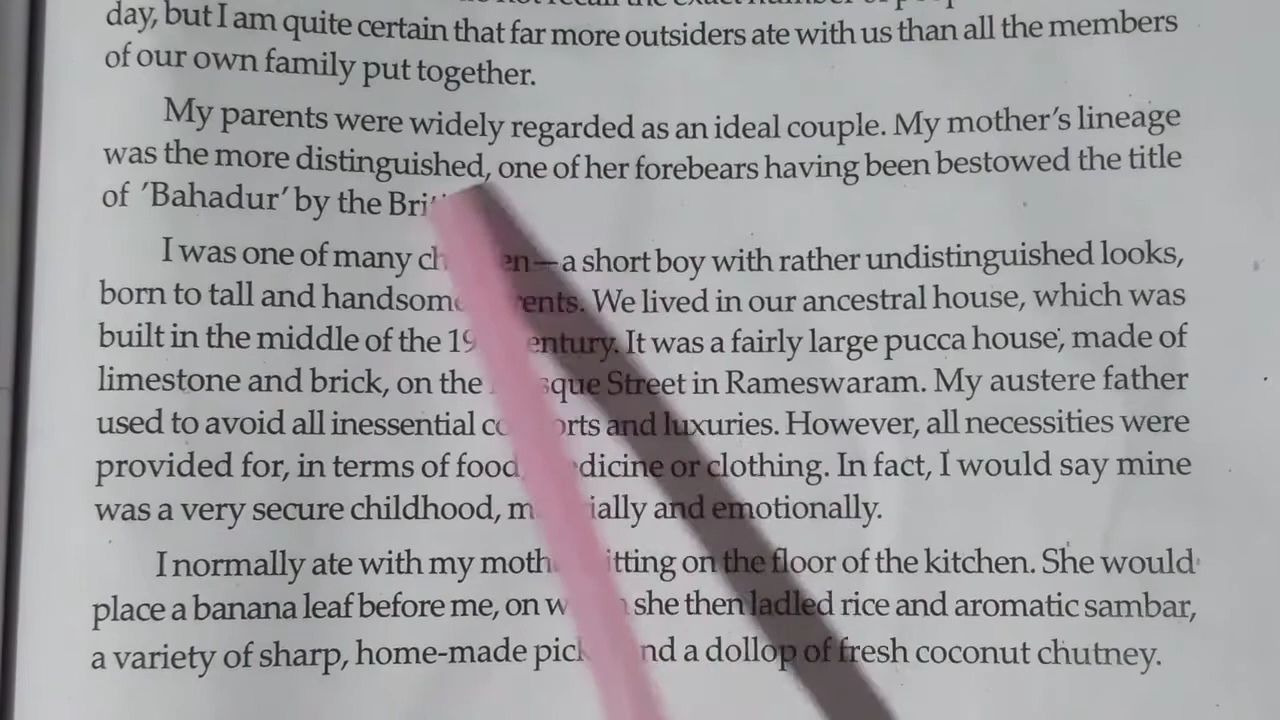 day, but I am quite certain that far more outsiders ate with us than all the members
of our own family put together.
My parents were widely regarded as an ideal couple. My mother's lineage
was the more distinguished, one of her forebears having been bestowed the title
of 'Bahadur' by the
I was one of many — a short boy with rather undistinguished looks,
born to tall and handsome We lived in our ancestral house, which was
built in the middle of the It was a fairly large pucca house, made of
limestone and brick, on the Street in Rameswaram. My austere father
used to avoid all inessential and luxuries. However, all necessities were
provided for, in terms of food, or clothing. In fact, I would say mine
was a very secure childhood, and emotionally.
I normally ate with my on the floor of the kitchen. She would
place a banana leaf before me, on she then ladled rice and aromatic sambar,
a variety of sharp, home-made a dollop of fresh coconut chutney.